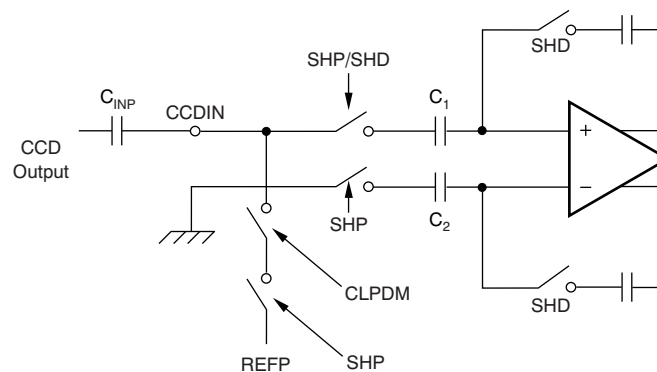 SHD
SHP/SHD
C_INP
CCDIN
C_1
+
CCD
Output
−
SHP
C_2
CLPDM
SHD
REFP
SHP